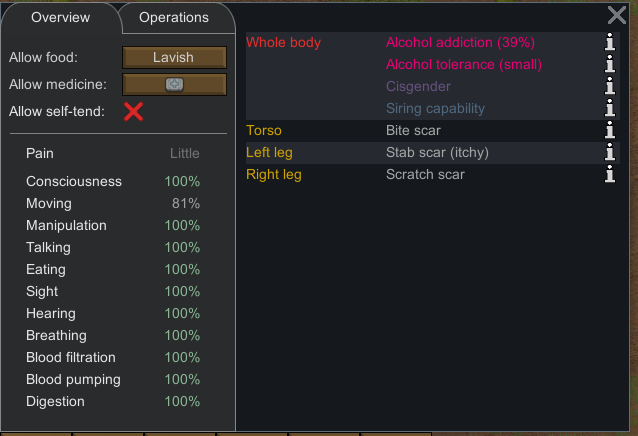 Overview Operations
Allow food: Lavish
Allow medicine:
Allow self-tend:
Pain Little
Consciousness 100%
Moving 81%
Manipulation 100%
Talking 100%
Eating 100%
Sight 100%
Hearing 100%
Breathing 100%
Blood filtration 100%
Blood pumping 100%
Digestion 100%
Whole body Alcohol addiction (39%)
Alcohol tolerance (small)
Cisgender
Siring capability
Torso Bite scar
Left leg Stab scar (itchy)
Right leg Scratch scar